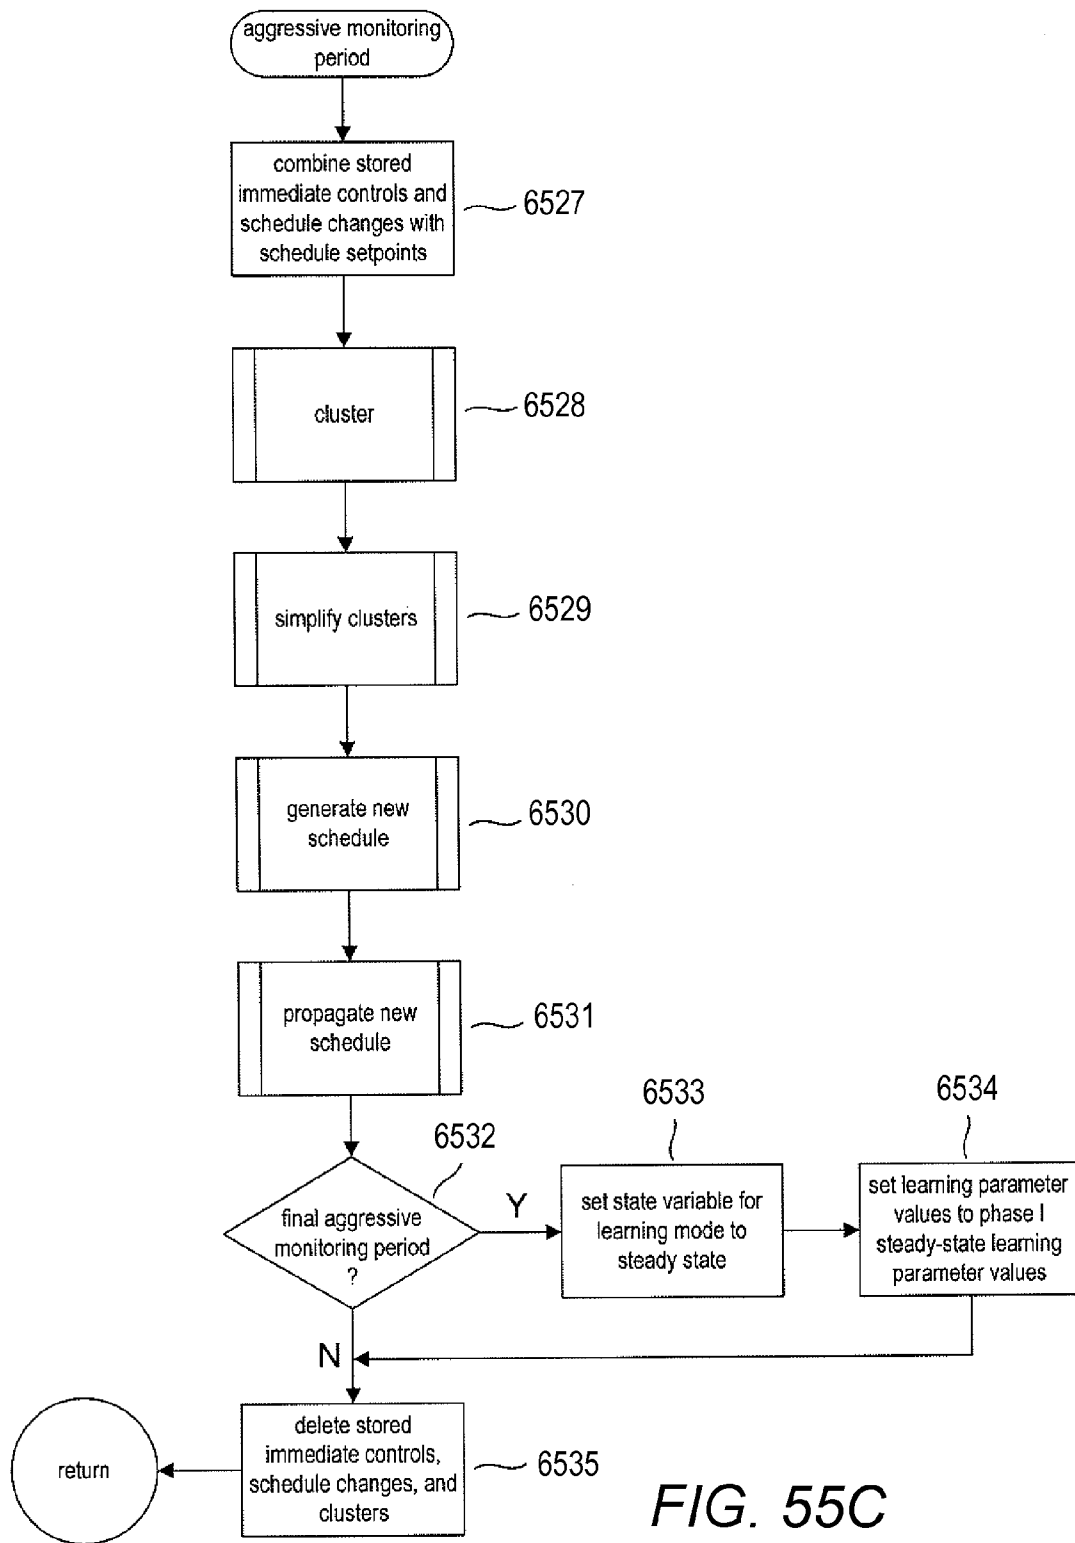 aggressive monitoring
period
combine stored
immediate controls and
schedule changes with
schedule setpoints
6527
cluster
6528
simplify clusters
6529
generate new
schedule
6530
propagate new
schedule
6531
6532
final aggressive
monitoring period
?
Y
N
6533
set state variable for
learning mode to
steady state
6534
set learning parameter
values to phase I
steady-state learning
parameter values
delete stored
immediate controls,
schedule changes, and
clusters
6535
return
FIG. 55C